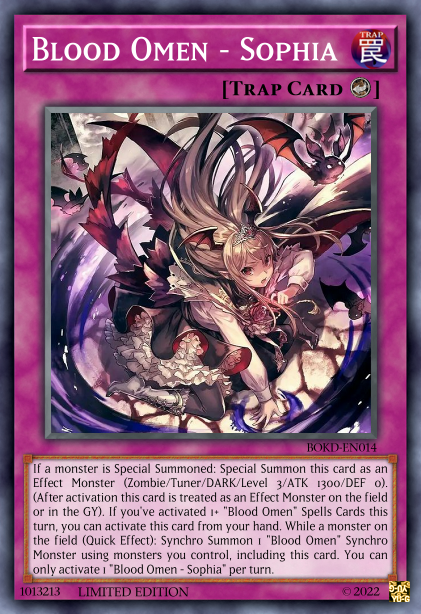 Blood Omen - Sophia
TRAP
罠
[Trap Card ]
BOKD-EN014
If a monster is Special Summoned: Special Summon this card as an
Effect Monster (Zombie/Tuner/DARK/Level 3/ATK 1300/DEF 0).
(After activation this card is treated as an Effect Monster on the field
or in the GY). If you've activated 1+ "Blood Omen" Spells Cards this
turn, you can activate this card from your hand. While a monster on
the field (Quick Effect): Synchro Summon 1 "Blood Omen" Synchro
Monster using monsters you control, including this card. You can
only activate 1 "Blood Omen - Sophia" per turn.
1013213 LIMITED EDITION ©2022